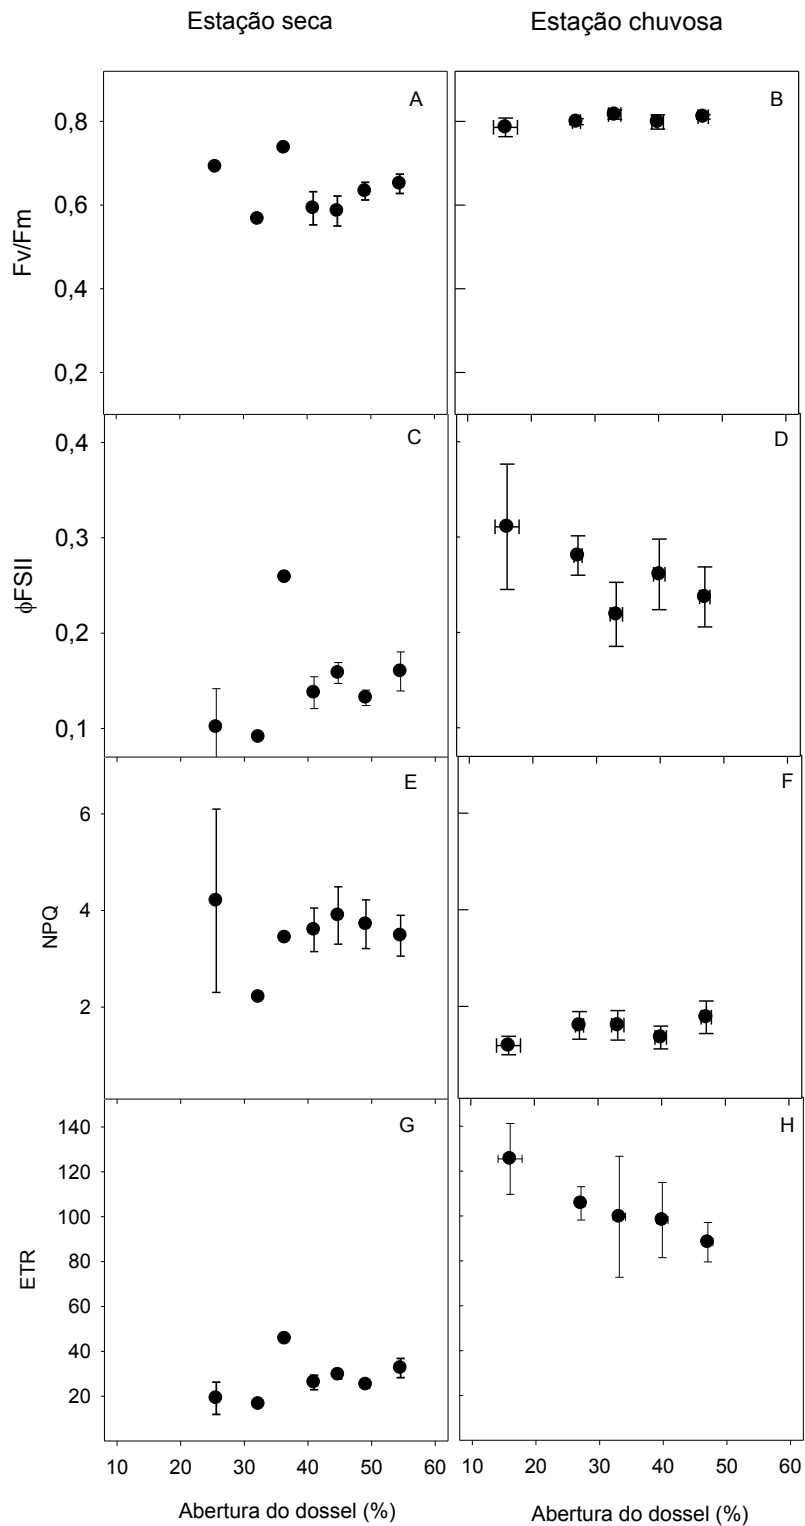 Estação seca Estação chuvosa
A B
Fv/Fm
0,8
0,6
0,4
0,2
C D
ϕFSII
0,4
0,3
0,2
0,1
E F
NPQ
6
4
2
G H
ETR
140
120
100
80
60
40
20
10 20 30 40 50 60 10 20 30 40 50 60
Abertura do dossel (%) Abertura do dossel (%)